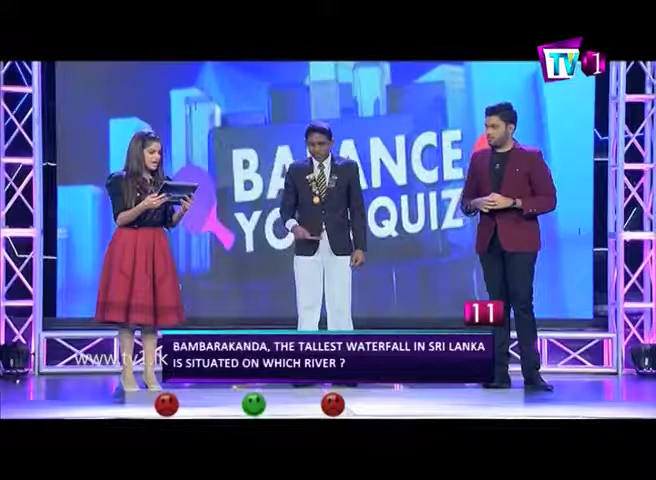 TV 1
BALANCE
YO QUIZ
11
BAMBARAKANDA, THE TALLEST WATERFALL IN SRI LANKA
IS SITUATED ON WHICH RIVER ?
www.tv1.lk